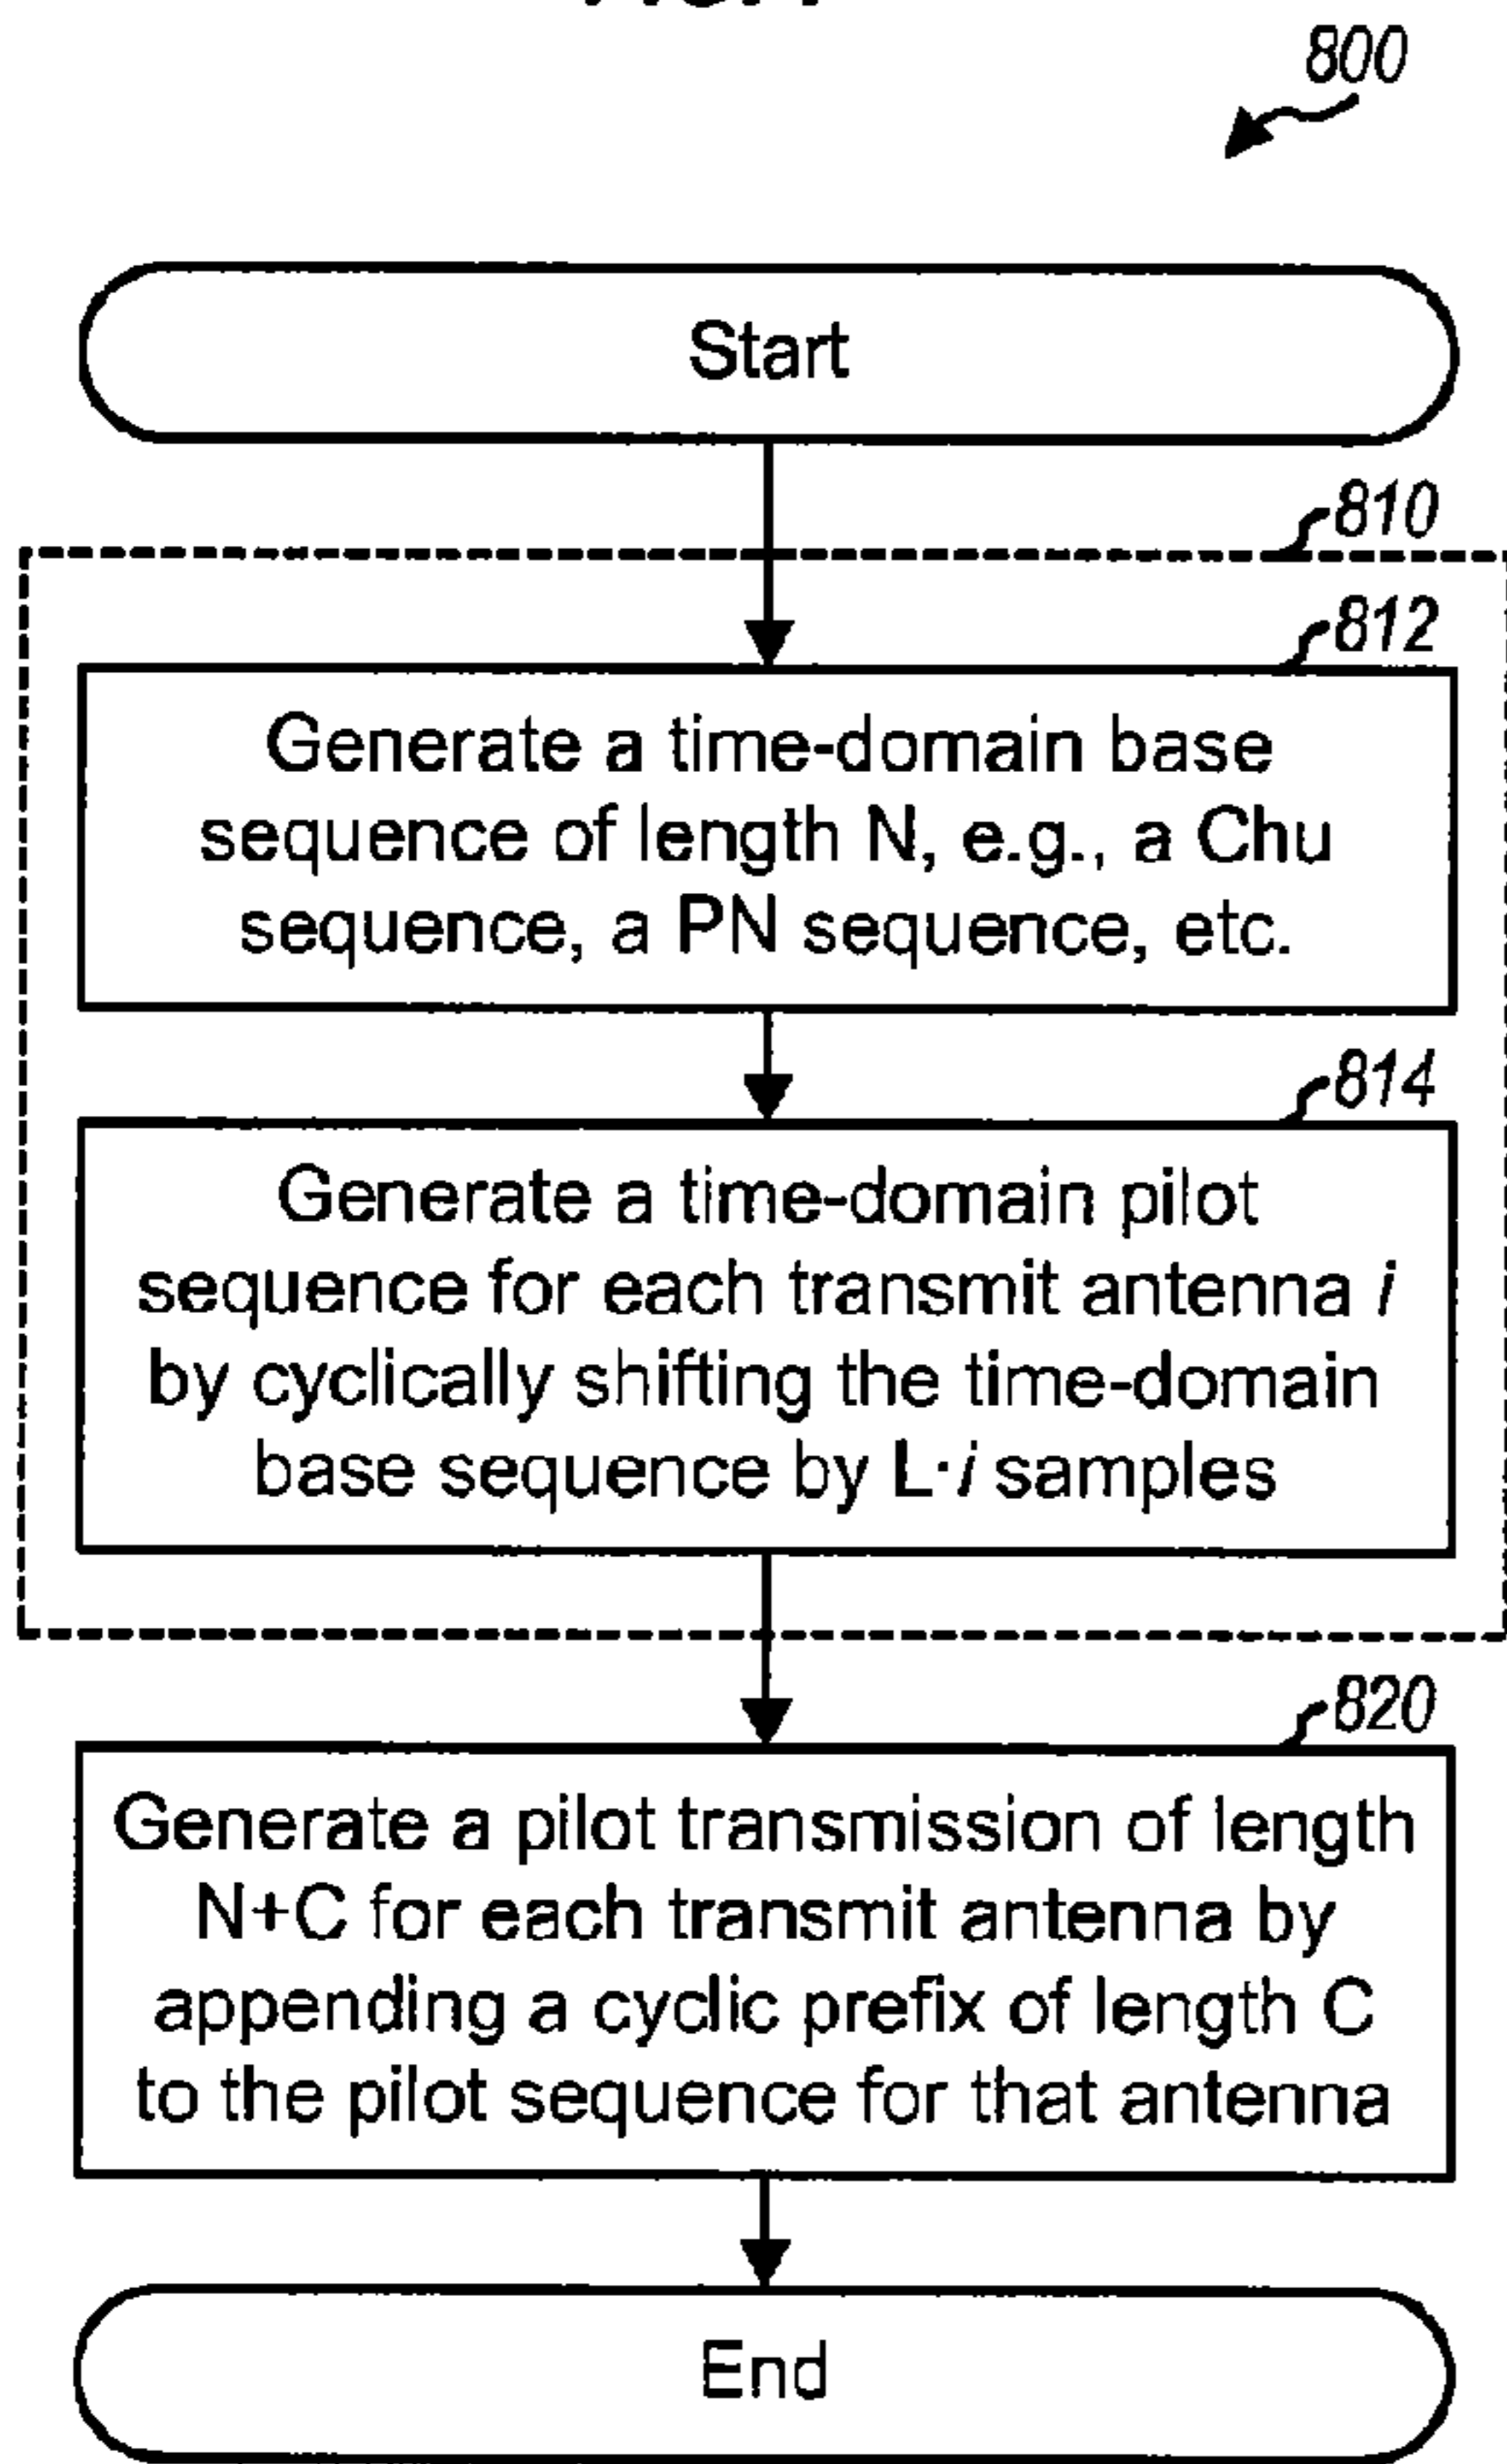 800
Start
810
812
Generate a time-domain base
sequence of length N, e.g., a Chu
sequence, a PN sequence, etc.
814
Generate a time-domain pilot
sequence for each transmit antenna i
by cyclically shifting the time-domain
base sequence by L·i samples
820
Generate a pilot transmission of length
N+C for each transmit antenna by
appending a cyclic prefix of length C
to the pilot sequence for that antenna
End